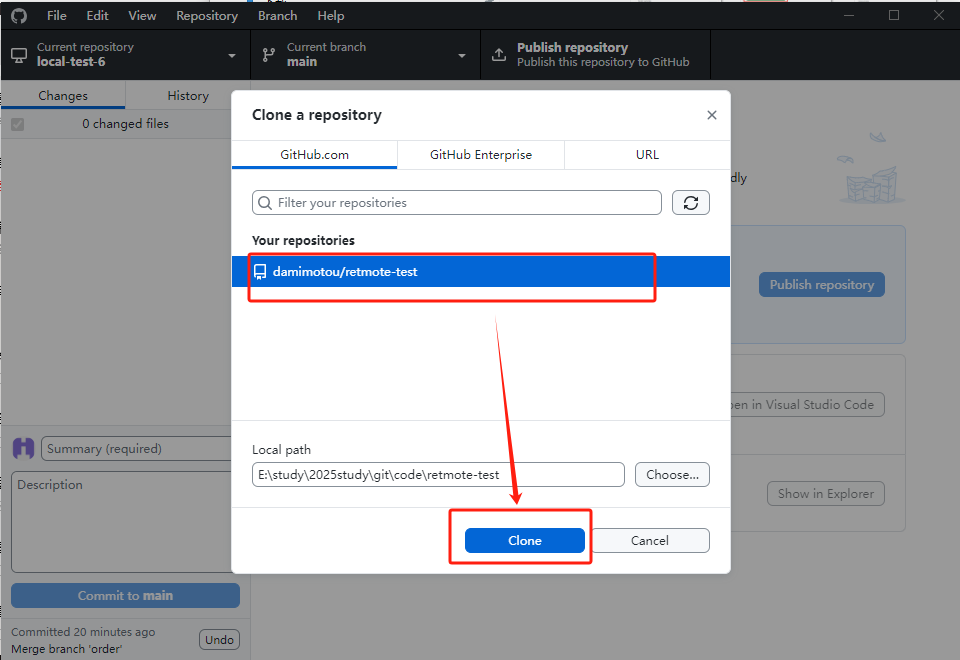 File Edit View Repository Branch Help
Current repository
local-test-6
Current branch
main
Publish repository
Publish this repository to GitHub
Changes
History
0 changed files
Clone a repository
GitHub.com
GitHub Enterprise
URL
Filter your repositories
Your repositories
damimotou/retmote-test
dly
Publish repository
pen in Visual Studio Code
Show in Explorer
Local path
E:\study\2025study\git\code\retmote-test
Choose...
Clone
Cancel
Summary (required)
Description
Commit to main
Committed 20 minutes ago
Merge branch 'order'
Undo